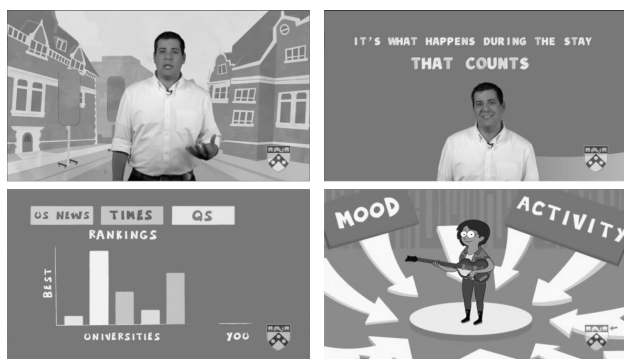 IT'S WHAT HAPPENS DURING THE STAY
THAT COUNTS
US NEWS
TIMES
QS
RANKINGS
BEST
UNIVERSITIES
YOU
MOOD
ACTIVITY